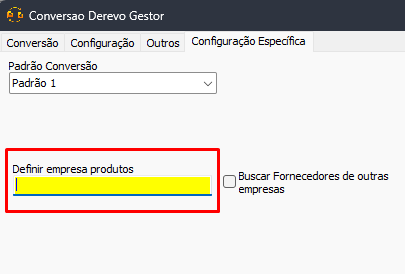 Conversao Derevo Gestor
Conversão Configuração Outros Configuração Específica
Padrão Conversão
Padrão 1
Definir empresa produtos
Buscar Fornecedores de outras
empresas